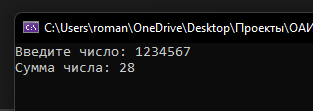 C:\Users\roman\OneDrive\Desktop\Проекты\ОАИ
Введите число: 1234567
Сумма числа: 28